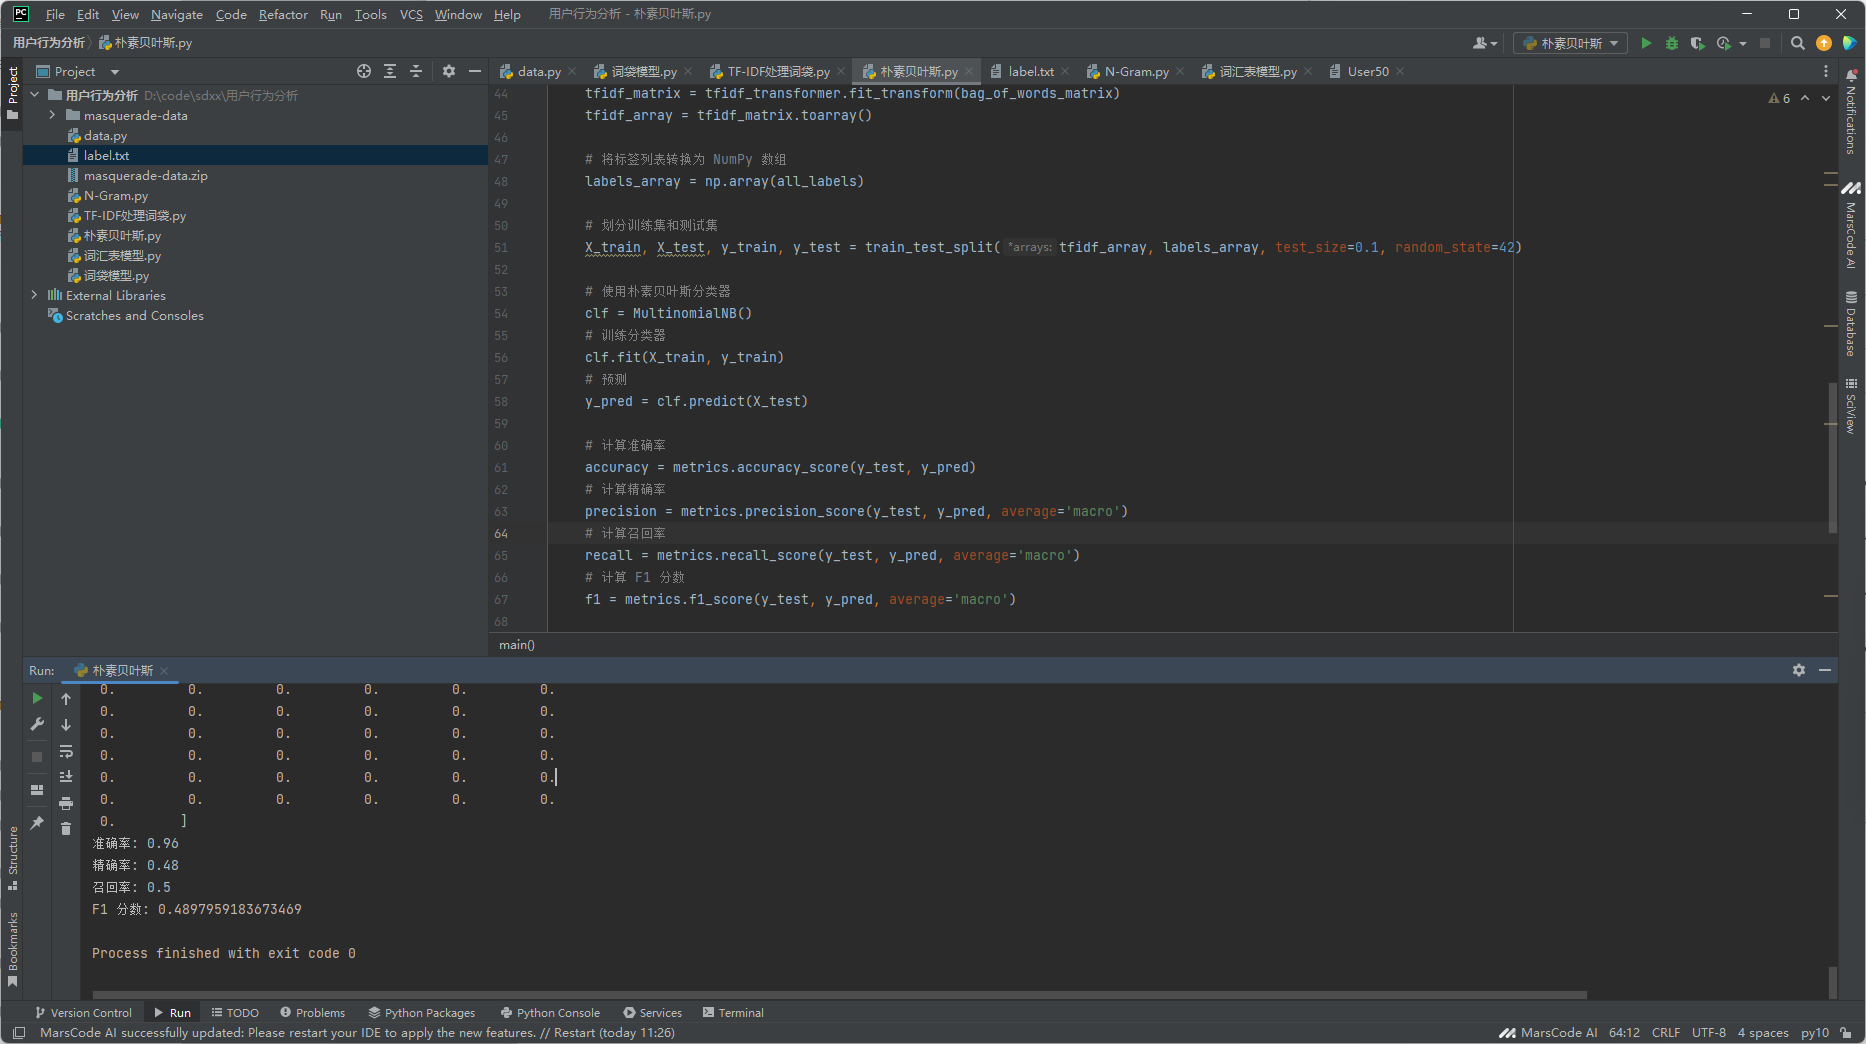 PC File Edit View Navigate Code Refactor Run Tools VCS Window Help 用户行为分析 - 朴素贝叶斯.py
用户行为分析 朴素贝叶斯.py 朴素贝叶斯
Project
data.py 词袋模型.py TF-IDF处理词袋.py 朴素贝叶斯.py label.txt N-Gram.py 词汇表模型.py User50
Project
Structure
Bookmarks
用户行为分析 D:\code\sdxx\用户行为分析
masquerade-data
data.py
label.txt
masquerade-data.zip
N-Gram.py
TF-IDF处理词袋.py
朴素贝叶斯.py
词汇表模型.py
词袋模型.py
External Libraries
Scratches and Consoles
6
44 tfidf_matrix = tfidf_transformer.fit_transform(bag_of_words_matrix)
45 tfidf_array = tfidf_matrix.toarray()
46
47 # 将标签列表转换为 NumPy 数组
48 labels_array = np.array(all_labels)
49
50 # 划分训练集和测试集
51 X_train, X_test, y_train, y_test = train_test_split( *arrays: tfidf_array, labels_array, test_size=0.1, random_state=42)
52
53 # 使用朴素贝叶斯分类器
54 clf = MultinomialNB()
55 # 训练分类器
56 clf.fit(X_train, y_train)
57 # 预测
58 y_pred = clf.predict(X_test)
59
60 # 计算准确率
61 accuracy = metrics.accuracy_score(y_test, y_pred)
62 # 计算精确率
63 precision = metrics.precision_score(y_test, y_pred, average='macro')
64 # 计算召回率
65 recall = metrics.recall_score(y_test, y_pred, average='macro')
66 # 计算 F1 分数
67 f1 = metrics.f1_score(y_test, y_pred, average='macro')
68
main()
Notifications
MarsCode AI
Database
SciView
Run: 朴素贝叶斯
0. 0. 0. 0. 0. 0.
0. 0. 0. 0. 0. 0.
0. 0. 0. 0. 0. 0.
0. 0. 0. 0. 0. 0.
0. 0. 0. 0. 0. 0.
0. 0. 0. 0. 0. 0.
0. ]
准确率: 0.96
精确率: 0.48
召回率: 0.5
F1 分数: 0.4897959183673469
Process finished with exit code 0
Version Control Run TODO Problems Python Packages Python Console Services Terminal
MarsCode AI successfully updated: Please restart your IDE to apply the new features. // Restart (today 11:26) MarsCode AI 64:12 CRLF UTF-8 4 spaces py10